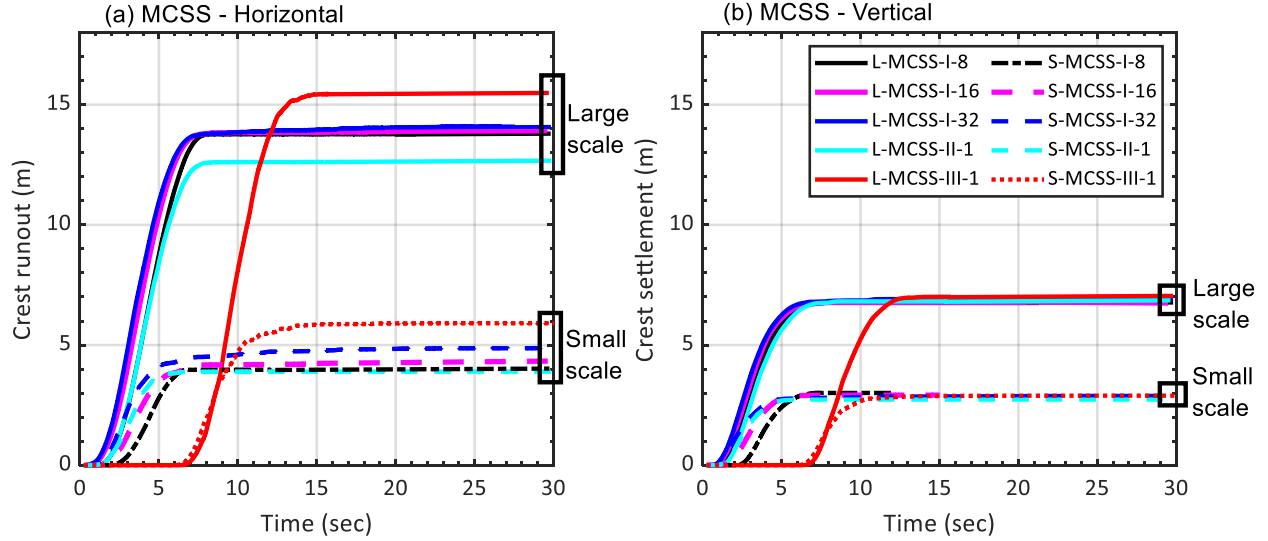 (a) MCSS - Horizontal
Crest runout (m)
15
10
5
0
0 5 10 15 20 25 30
Time (sec)
Large
scale
Small
scale
(b) MCSS - Vertical
Crest settlement (m)
15
10
5
0
0 5 10 15 20 25 30
Time (sec)
L-MCSS-I-8 S-MCSS-I-8
L-MCSS-I-16 S-MCSS-I-16
L-MCSS-I-32 S-MCSS-I-32
L-MCSS-II-1 S-MCSS-II-1
L-MCSS-III-1 S-MCSS-III-1
Large
scale
Small
scale